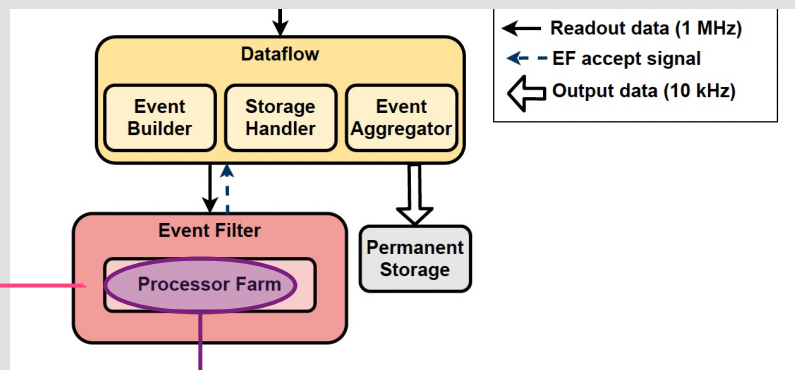 Readout data (1 MHz)
EF accept signal
Output data (10 kHz)
Dataflow
Event
Builder
Storage
Handler
Event
Aggregator
Event Filter
Processor Farm
Permanent
Storage